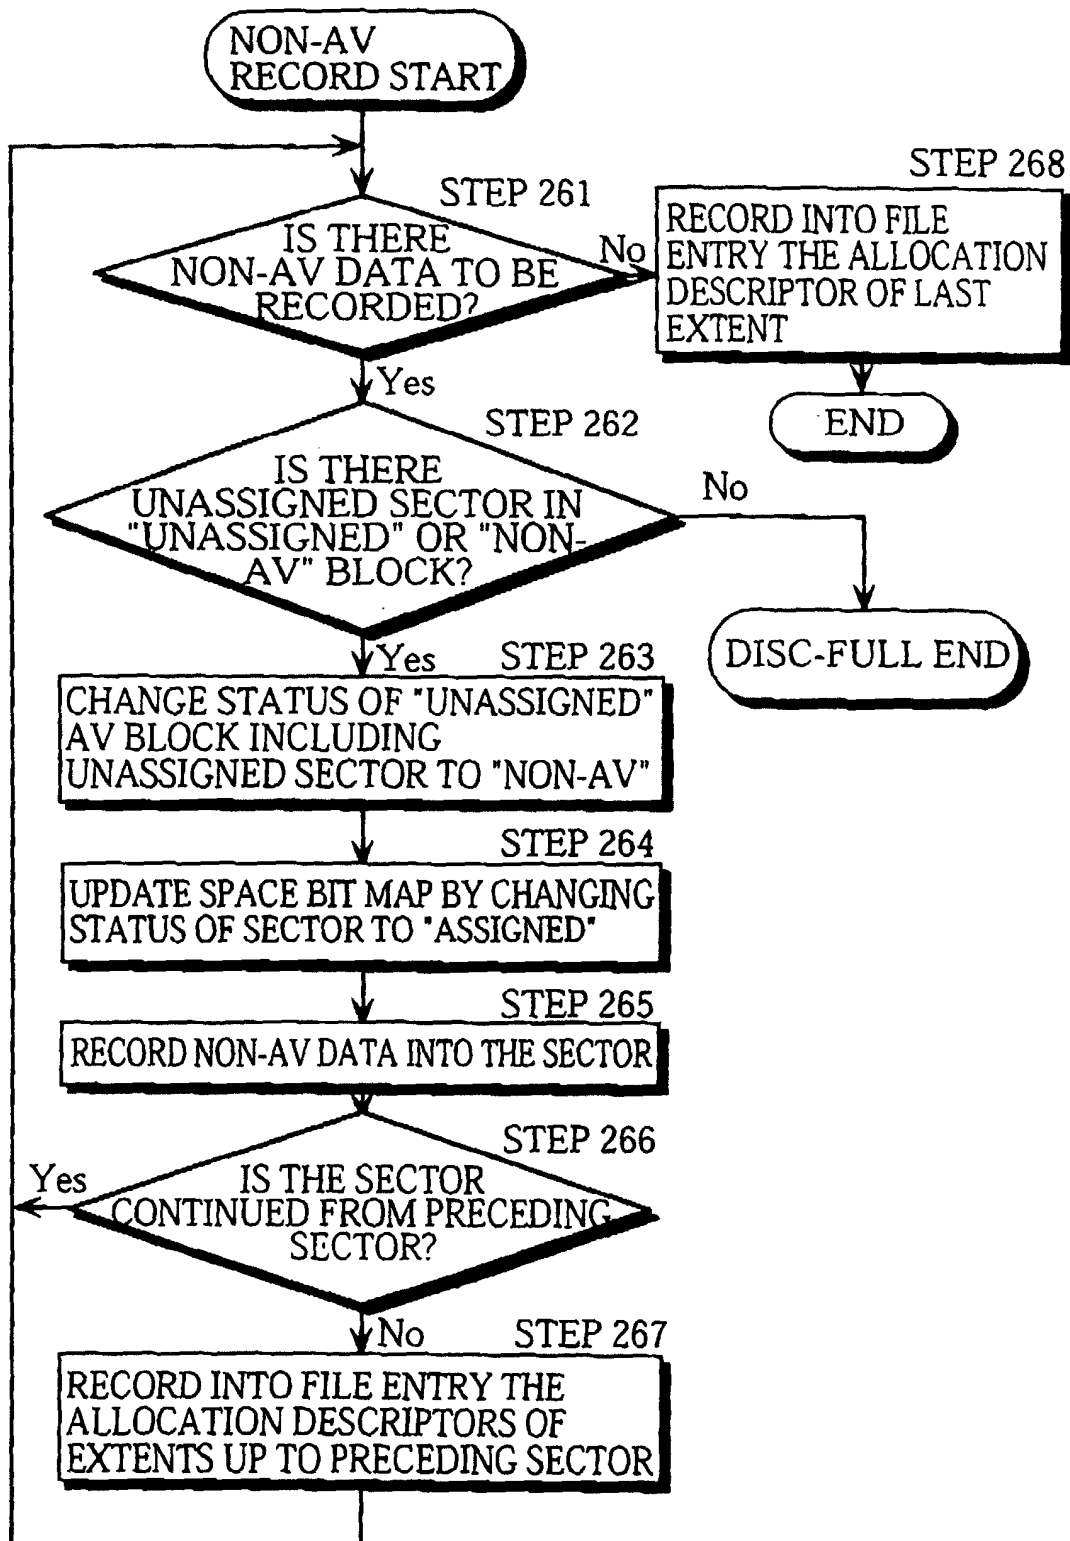 NON-AV
RECORD START
STEP 261
IS THERE
NON-AV DATA TO BE
RECORDED?
No
STEP 268
RECORD INTO FILE
ENTRY THE ALLOCATION
DESCRIPTOR OF LAST
EXTENT
END
Yes
STEP 262
IS THERE
UNASSIGNED SECTOR IN
"UNASSIGNED" OR "NON-
AV" BLOCK?
No
DISC-FULL END
Yes
STEP 263
CHANGE STATUS OF "UNASSIGNED"
AV BLOCK INCLUDING
UNASSIGNED SECTOR TO "NON-AV"
STEP 264
UPDATE SPACE BIT MAP BY CHANGING
STATUS OF SECTOR TO "ASSIGNED"
STEP 265
RECORD NON-AV DATA INTO THE SECTOR
STEP 266
Yes
IS THE SECTOR
CONTINUED FROM PRECEDING
SECTOR?
No
STEP 267
RECORD INTO FILE ENTRY THE
ALLOCATION DESCRIPTORS OF
EXTENTS UP TO PRECEDING SECTOR